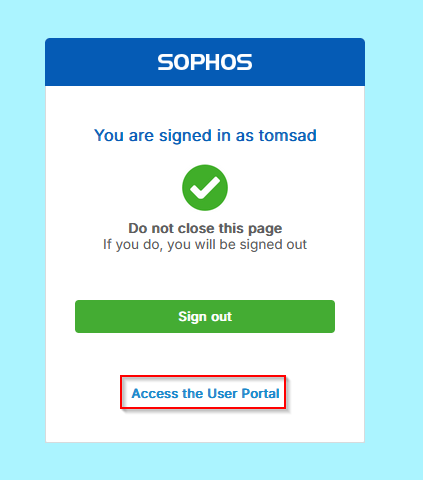 SOPHOS
You are signed in as tomsad
Do not close this page
If you do, you will be signed out
Sign out
Access the User Portal